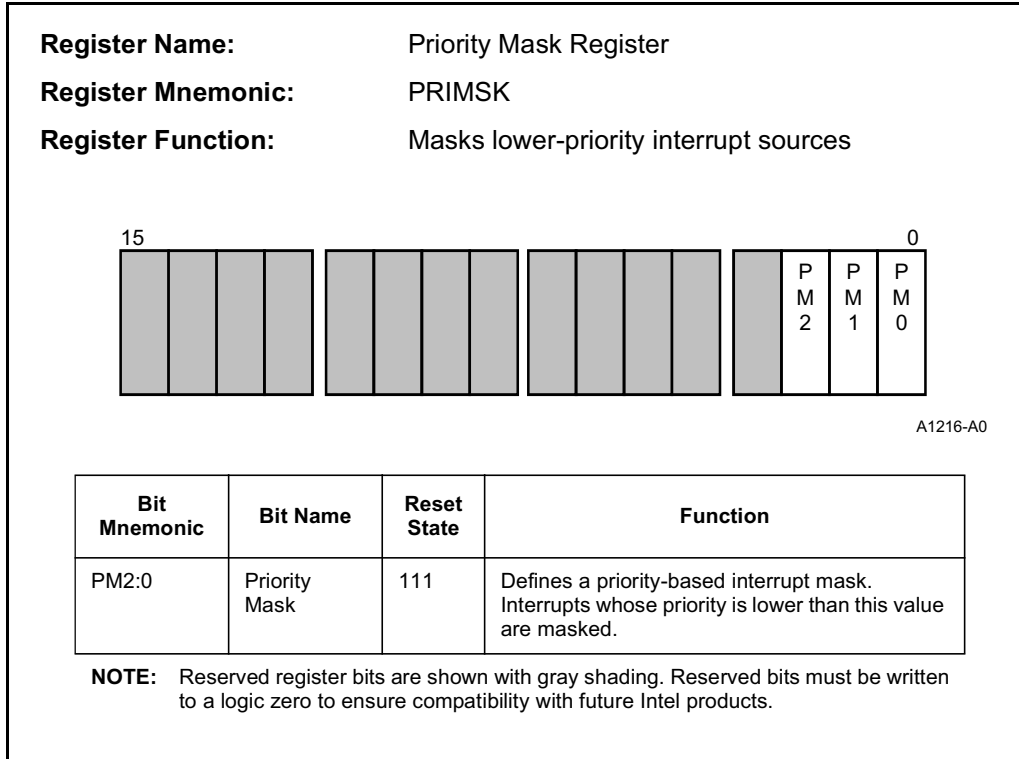 Register Name: Priority Mask Register
Register Mnemonic: PRIMSK
Register Function: Masks lower-priority interrupt sources
15 0
P M 2 P M 1 P M 0
A1216-A0
Bit Mnemonic Bit Name Reset State Function
PM2:0 Priority Mask 111 Defines a priority-based interrupt mask.
Interrupts whose priority is lower than this value
are masked.
NOTE: Reserved register bits are shown with gray shading. Reserved bits must be written
to a logic zero to ensure compatibility with future Intel products.